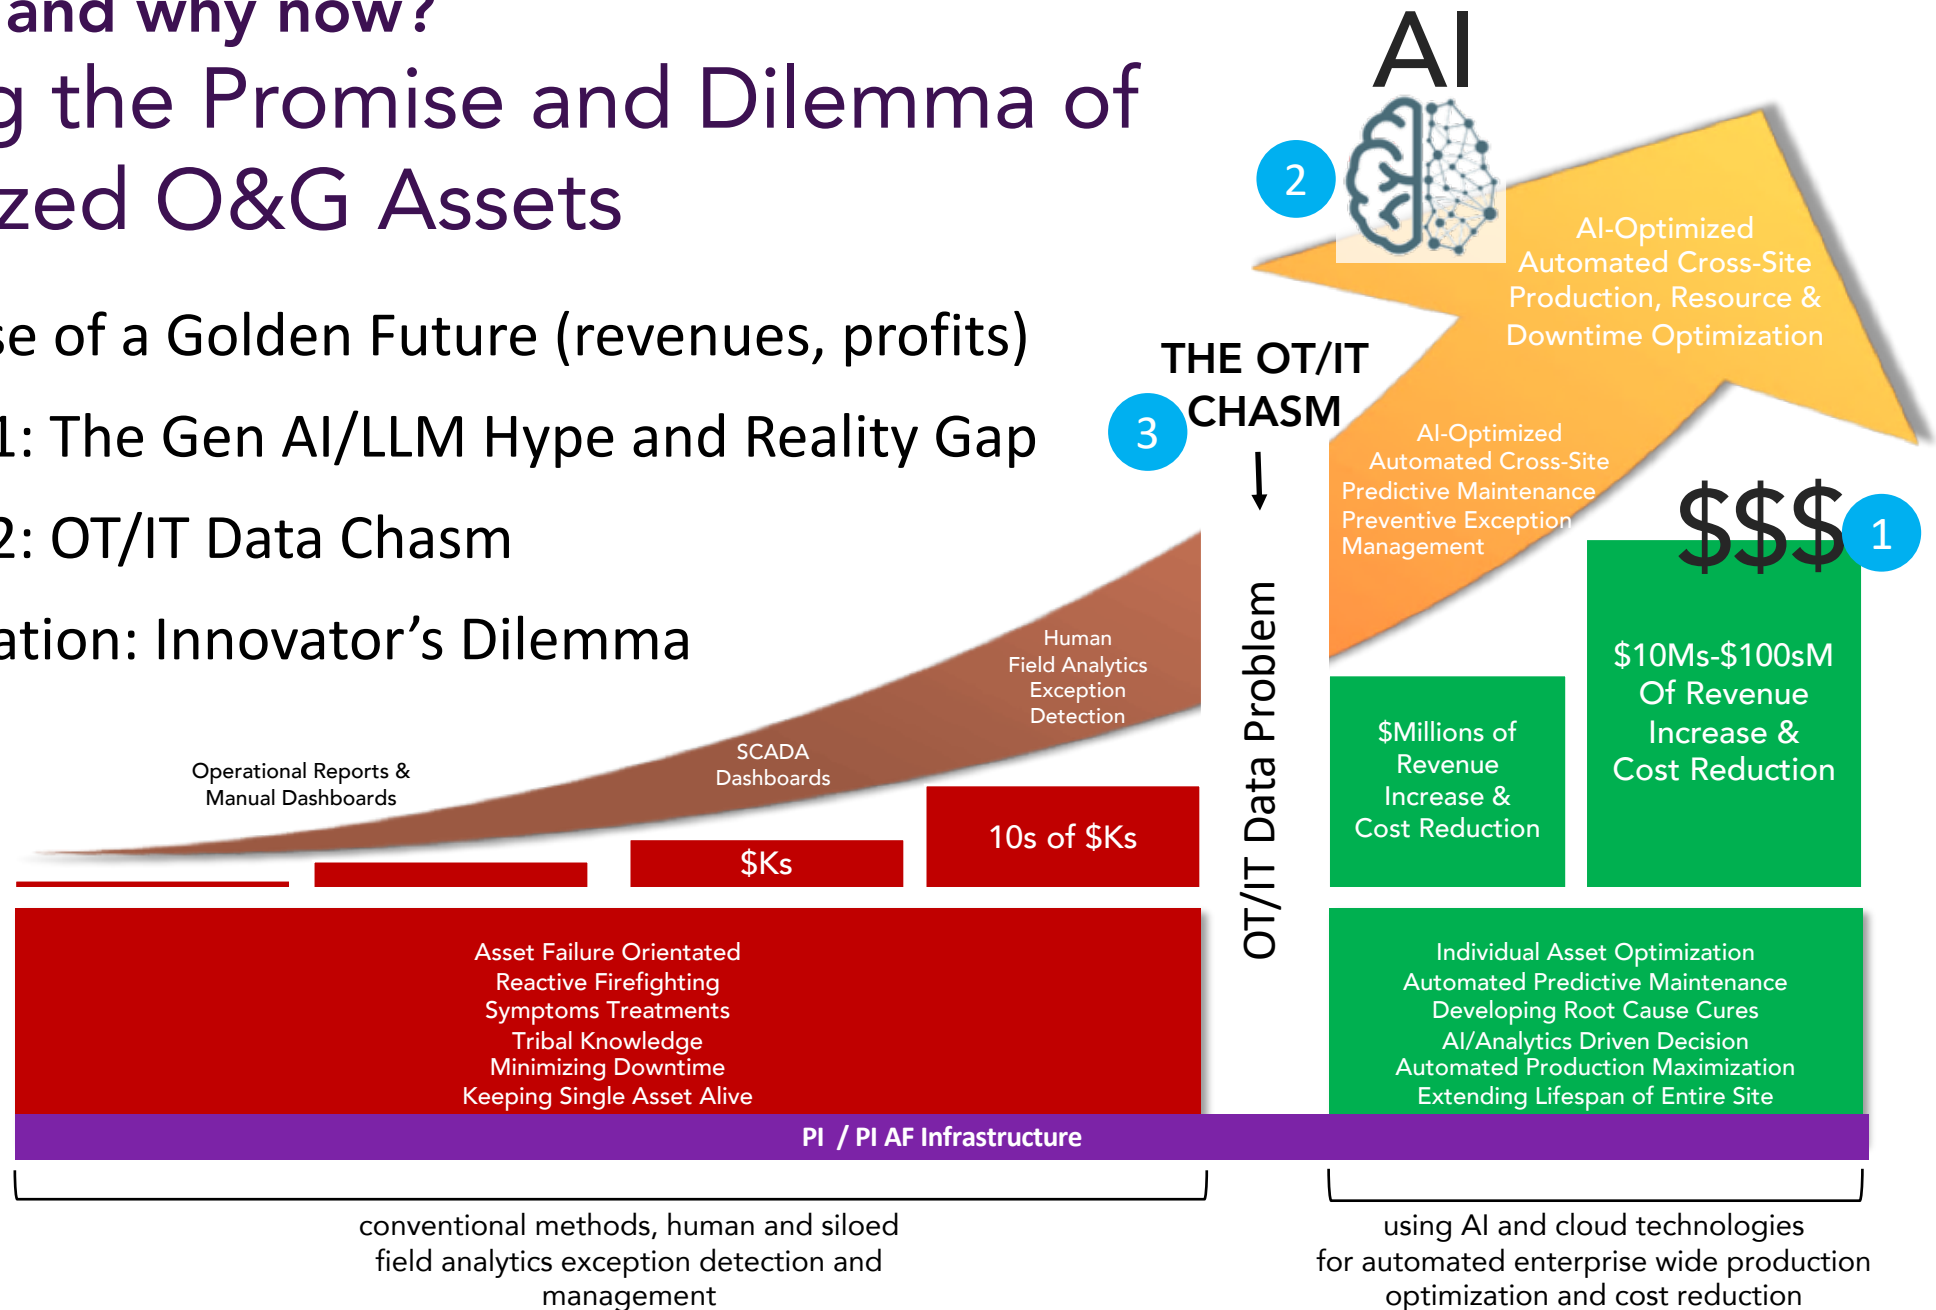 and why now?
g the Promise and Dilemma of
zed O&G Assets
se of a Golden Future (revenues, profits)
1: The Gen AI/LLM Hype and Reality Gap
2: OT/IT Data Chasm
ation: Innovator’s Dilemma
AI
2
AI-Optimized
Automated Cross-Site
Production, Resource &
Downtime Optimization
THE OT/IT
CHASM
3
AI-Optimized
Automated Cross-Site
Predictive Maintenance
Preventive Exception
Management
$$$
1
Operational Reports &
Manual Dashboards
SCADA
Dashboards
Human
Field Analytics
Exception
Detection
OT/IT Data Problem
$Ks
10s of $Ks
$Millions of
Revenue
Increase &
Cost Reduction
$10Ms-$100sM
Of Revenue
Increase &
Cost Reduction
Asset Failure Orientated
Reactive Firefighting
Symptoms Treatments
Tribal Knowledge
Minimizing Downtime
Keeping Single Asset Alive
Individual Asset Optimization
Automated Predictive Maintenance
Developing Root Cause Cures
AI/Analytics Driven Decision
Automated Production Maximization
Extending Lifespan of Entire Site
PI / PI AF Infrastructure
conventional methods, human and siloed
field analytics exception detection and
management
using AI and cloud technologies
for automated enterprise wide production
optimization and cost reduction